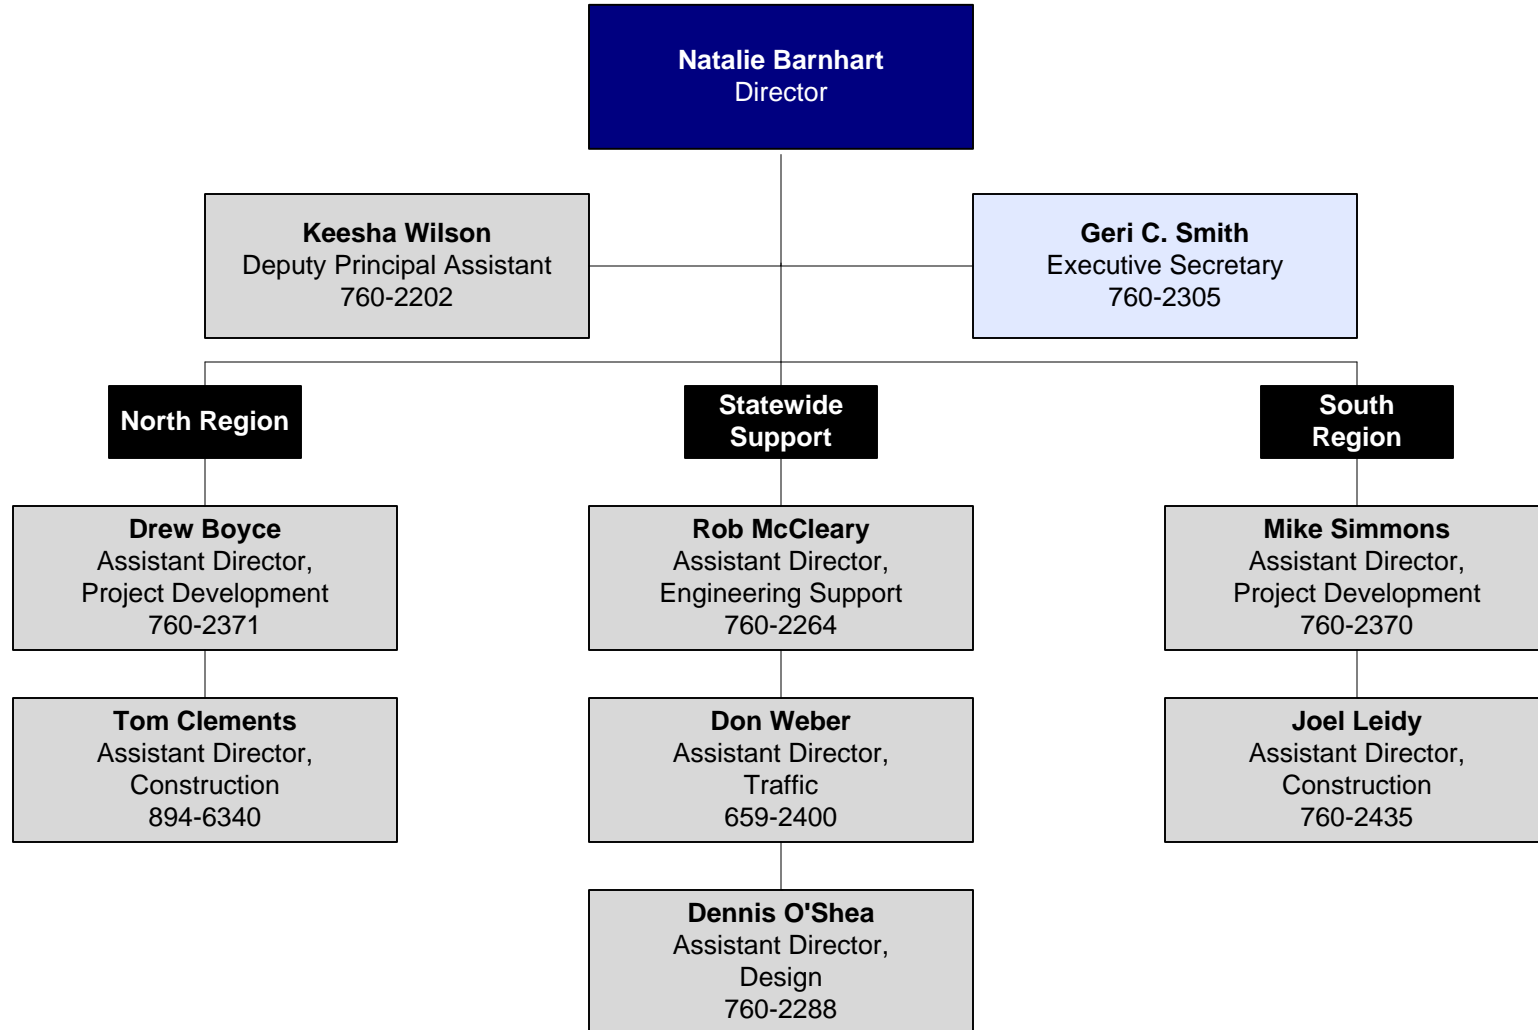 Natalie Barnhart
Director
Keesha Wilson
Deputy Principal Assistant
760-2202
Geri C. Smith
Executive Secretary
760-2305
North Region
Statewide
Support
South
Region
Drew Boyce
Assistant Director,
Project Development
760-2371
Rob McCleary
Assistant Director,
Engineering Support
760-2264
Mike Simmons
Assistant Director,
Project Development
760-2370
Tom Clements
Assistant Director,
Construction
894-6340
Don Weber
Assistant Director,
Traffic
659-2400
Joel Leidy
Assistant Director,
Construction
760-2435
Dennis O'Shea
Assistant Director,
Design
760-2288